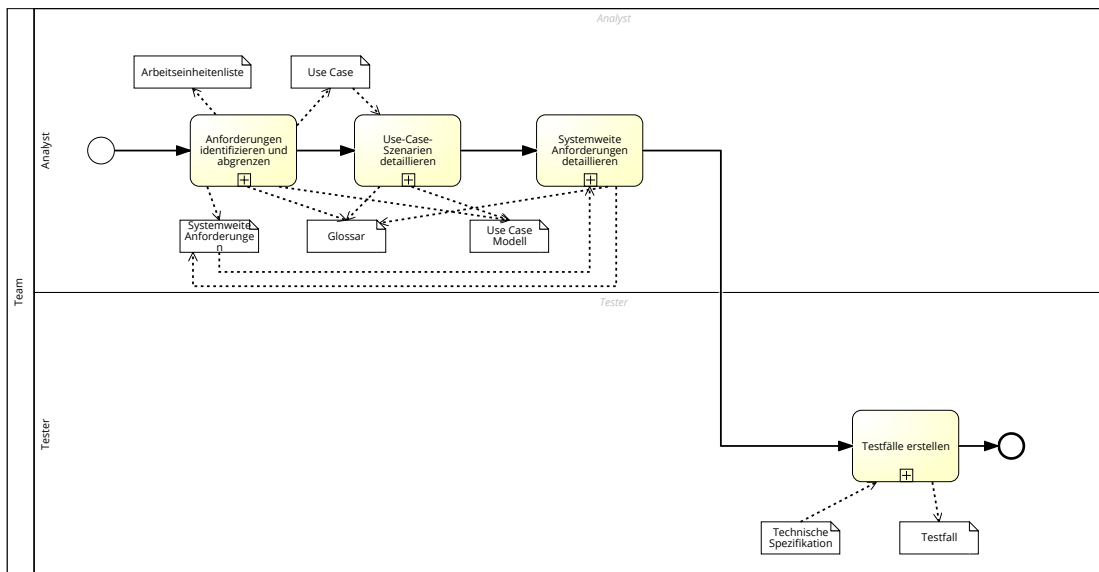 Team
Analyst
Analyst
Arbeitseinheitenliste
Use Case
Anforderungen
identifizieren und
abgrenzen
Use-Case-
Szenarien
detaillieren
Systemweite
Anforderungen
detaillieren
Systemweite
Anforderunge
n
Glossar
Use Case
Modell
Tester
Tester
Testfälle erstellen
Technische
Spezifikation
Testfall